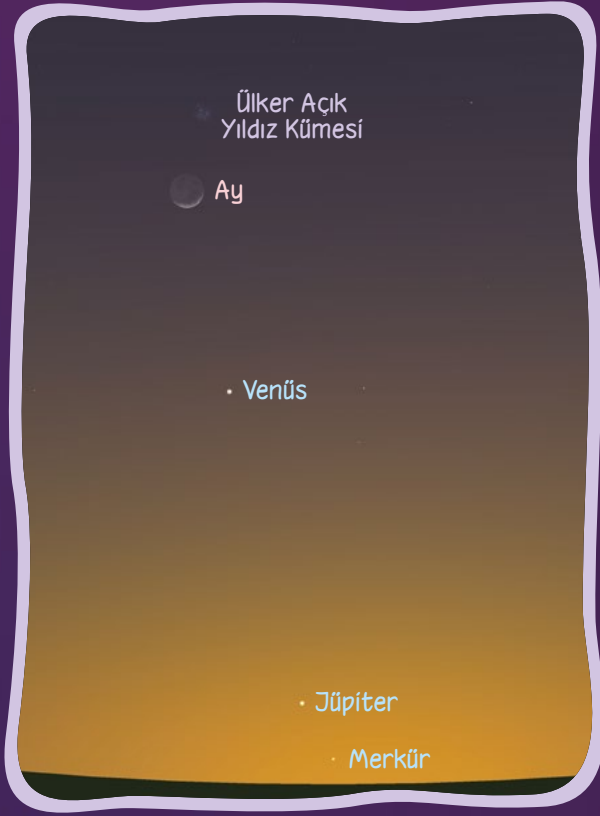 Ülker Açık
Yıldız Kümesi
Ay
Venüs
Jüpiter
Merkür